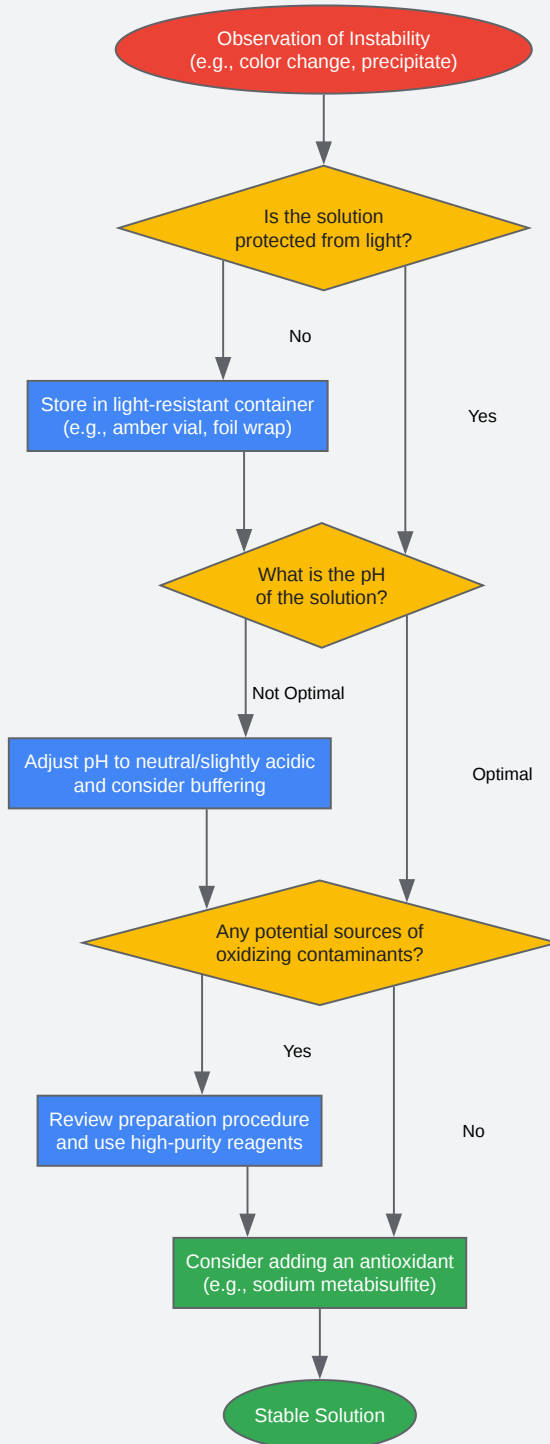 Observation of Instability
(e.g., color change, precipitate)
Is the solution
protected from light?
No
Store in light-resistant container
(e.g., amber vial, foil wrap)
Yes
What is the pH
of the solution?
Not Optimal
Adjust pH to neutral/slightly acidic
and consider buffering
Optimal
Any potential sources of
oxidizing contaminants?
Yes
Review preparation procedure
and use high-purity reagents
No
Consider adding an antioxidant
(e.g., sodium metabisulfite)
Stable Solution